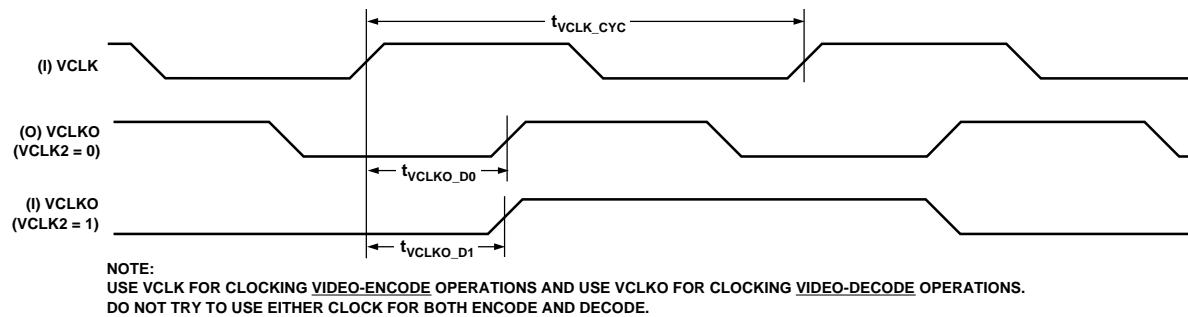 tVCLK_CYC
(I) VCLK
(O) VCLKO
(VCLK2 = 0)
tVCLKO_D0
(I) VCLKO
(VCLK2 = 1)
tVCLKO_D1
NOTE:
USE VCLK FOR CLOCKING VIDEO-ENCODE OPERATIONS AND USE VCLKO FOR CLOCKING VIDEO-DECODE OPERATIONS.
DO NOT TRY TO USE EITHER CLOCK FOR BOTH ENCODE AND DECODE.